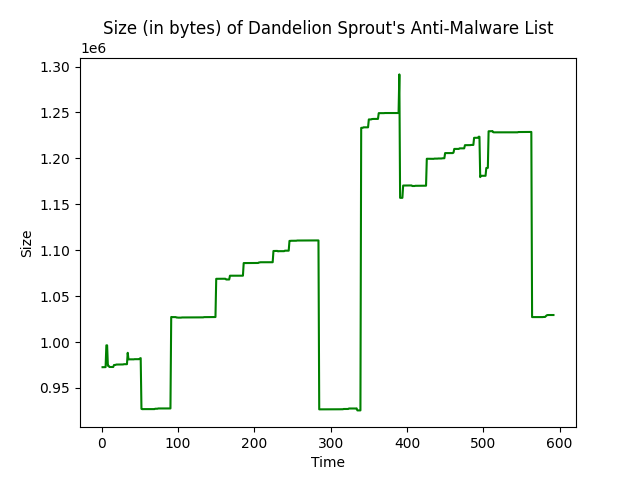 Size (in bytes) of Dandelion Sprout's Anti-Malware List
1e6
1.30
1.25
1.20
1.15
1.10
1.05
1.00
0.95
Size
0 100 200 300 400 500 600
Time